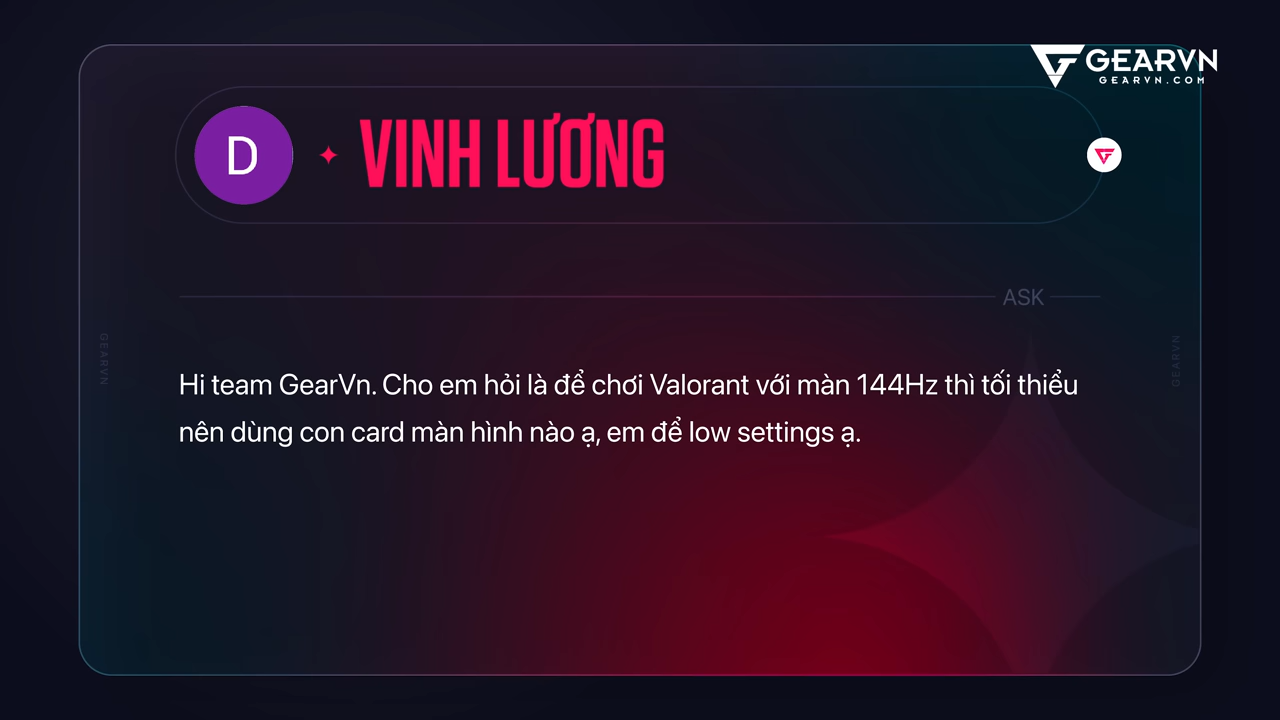 GEARVN
GEARVN.COM
D
VINH LƯƠNG
ASK
GEARVN
GEARVN
Hi team GearVn. Cho em hỏi là để chơi Valorant với màn 144Hz thì tối thiểu
nên dùng con card màn hình nào ạ, em để low settings ạ.